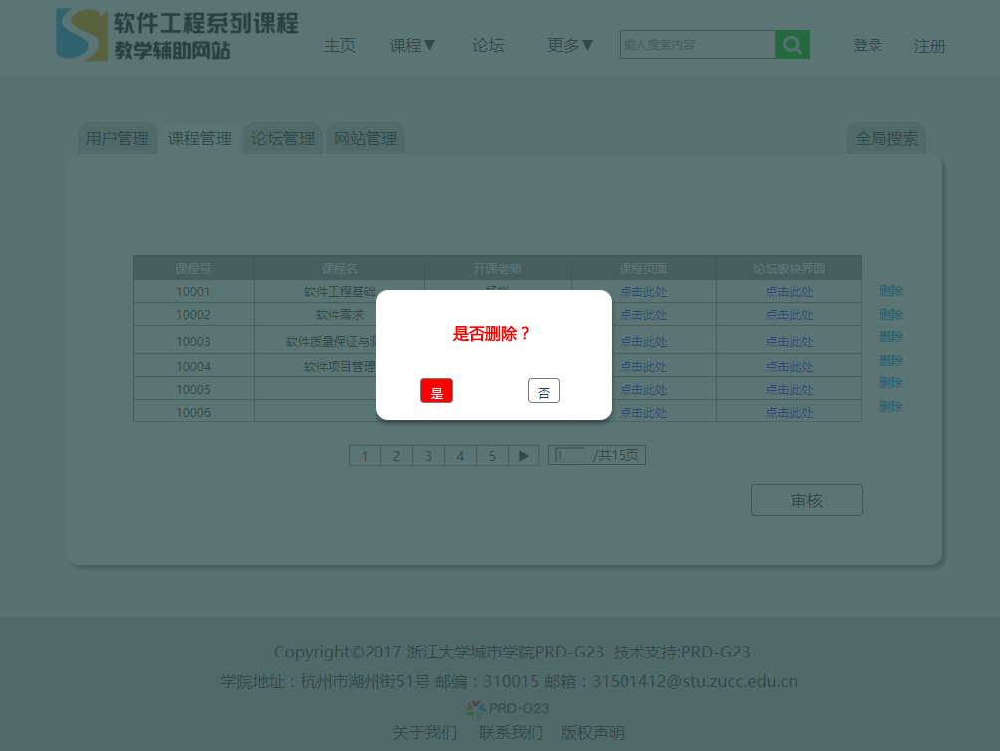 软件工程系列课程
教学辅助网站
主页 课程▼ 论坛 更多▼ 输入搜索内容 登录 注册
用户管理 课程管理 论坛管理 网站管理 全局搜索
课程号 课程名 开课老师 课程页面 论坛板块界面
10001 软件工程基础 点击此处 点击此处 删除
10002 软件需求 点击此处 点击此处 删除
10003 软件质量保证与 点击此处 点击此处 删除
10004 软件项目管理 点击此处 点击此处 删除
10005 点击此处 点击此处 删除
10006 点击此处 点击此处 删除
是否删除？
是 否
1 2 3 4 5 ▶ 1 /共15页
审核
Copyright©2017 浙江大学城市学院PRD-G23 技术支持:PRD-G23
学院地址：杭州市湖州街51号 邮编：310015 邮箱：31501412@stu.zucc.edu.cn
PRD-G23
关于我们 联系我们 版权声明